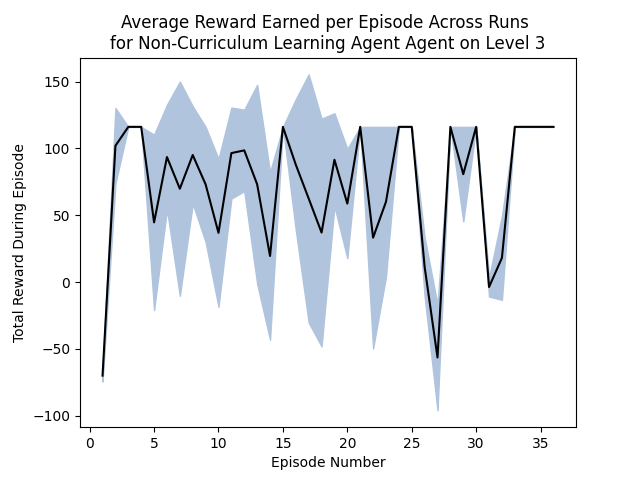 Average Reward Earned per Episode Across Runs
for Non-Curriculum Learning Agent Agent on Level 3
150
100
50
0
−50
−100
Total Reward During Episode
0 5 10 15 20 25 30 35
Episode Number